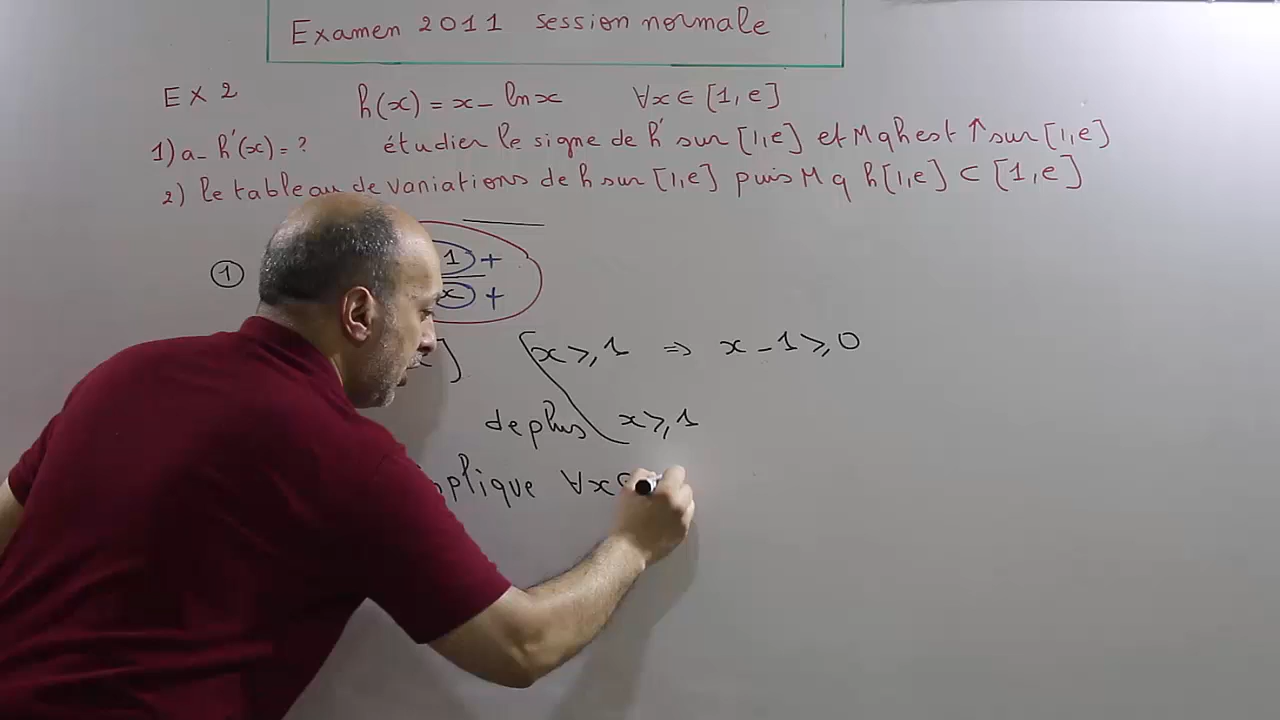 Examen 2011 session normale
EX 2 h(x) = x - ln x ∀x ∈ [1, e]
1) a - h'(x) = ? étudier le signe de h' sur [1, e] et Mq h est ↑ sur [1, e]
2) le tableau de variations de h sur [1, e] puis Mq h[1, e] ⊂ [1, e]
① 1 +
x +
] x ⩾ 1 ⇒ x - 1 ⩾ 0
de plus x ⩾ 1
plique ∀x